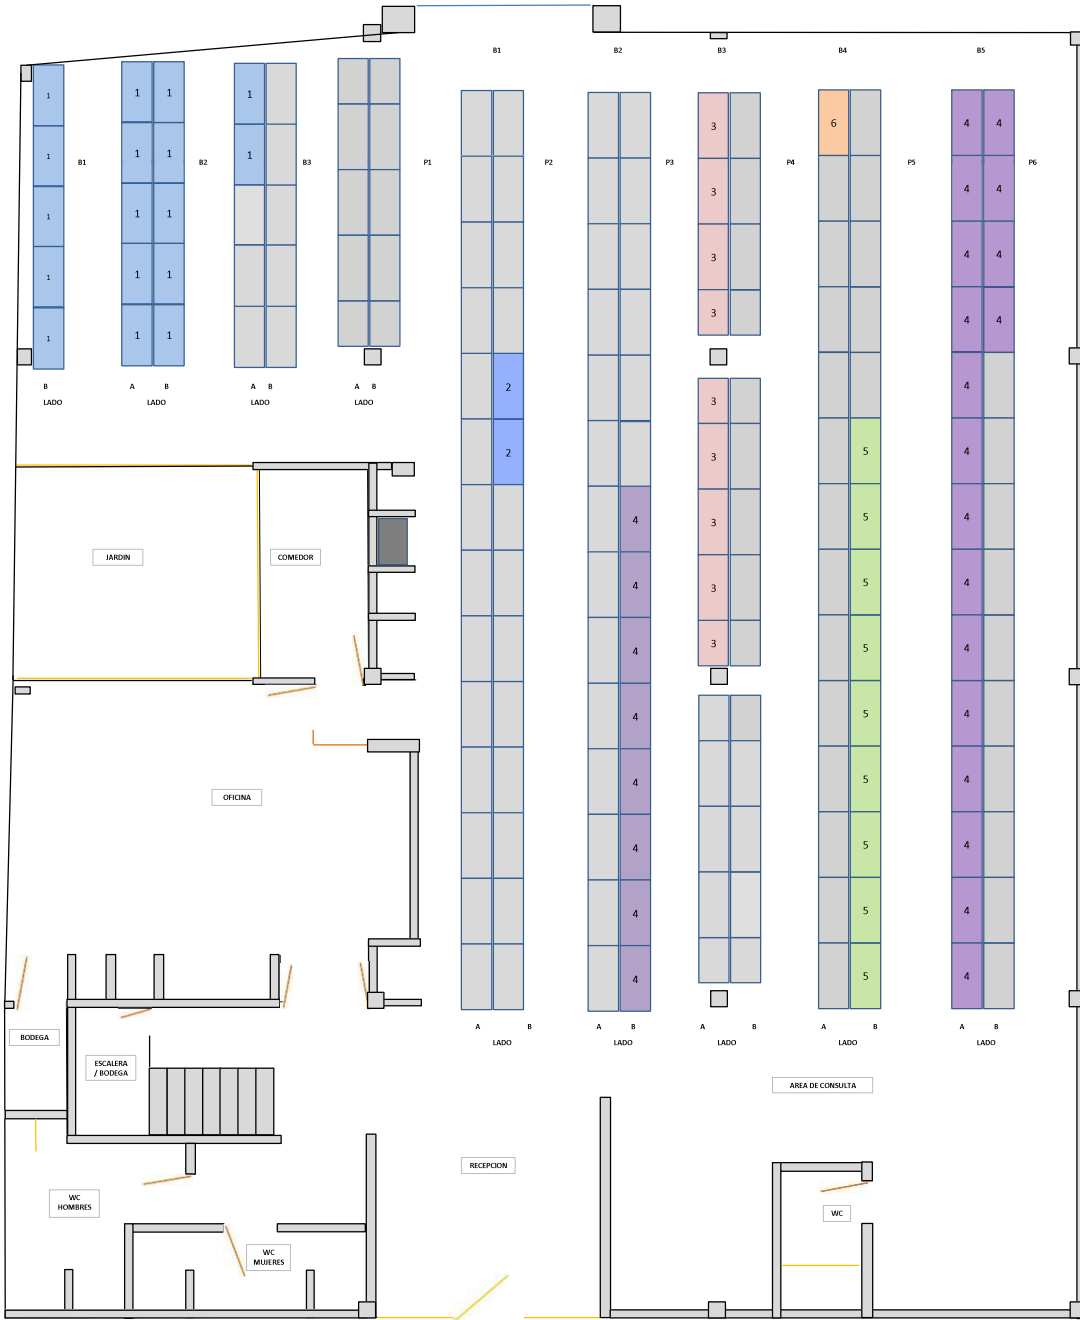 B1 B2 B3 B4 B5
1 1 1 1 3 6 4 4
1 1 1 1 B1 B2 B3 P1 P2 P3 P4 P5 P6
3 4 4
1 1 1 3 4 4
1 1 1 3 4 4
1 1 1
B A B A B A B 2 3 4
LADO LADO LADO LADO
2 3 5 4
4 3 5 4
JARDIN COMEDOR
4 3 5 4
4 3 5 4
4 5 4
OFICINA
4 5 4
4 5 4
4 5 4
4 5 4
A B A B A B A B A B
LADO LADO LADO LADO LADO
BODEGA
ESCALERA
/ BODEGA
AREA DE CONSULTA
RECEPCION
WC
HOMBRES
WC
WC
MUJERES